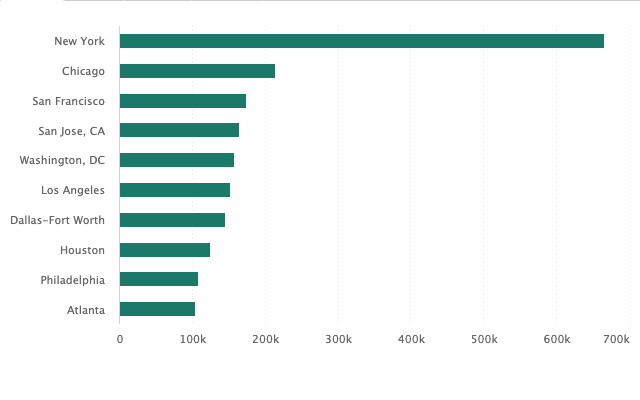 New York
Chicago
San Francisco
San Jose, CA
Washington, DC
Los Angeles
Dallas–Fort Worth
Houston
Philadelphia
Atlanta
0 100k 200k 300k 400k 500k 600k 700k